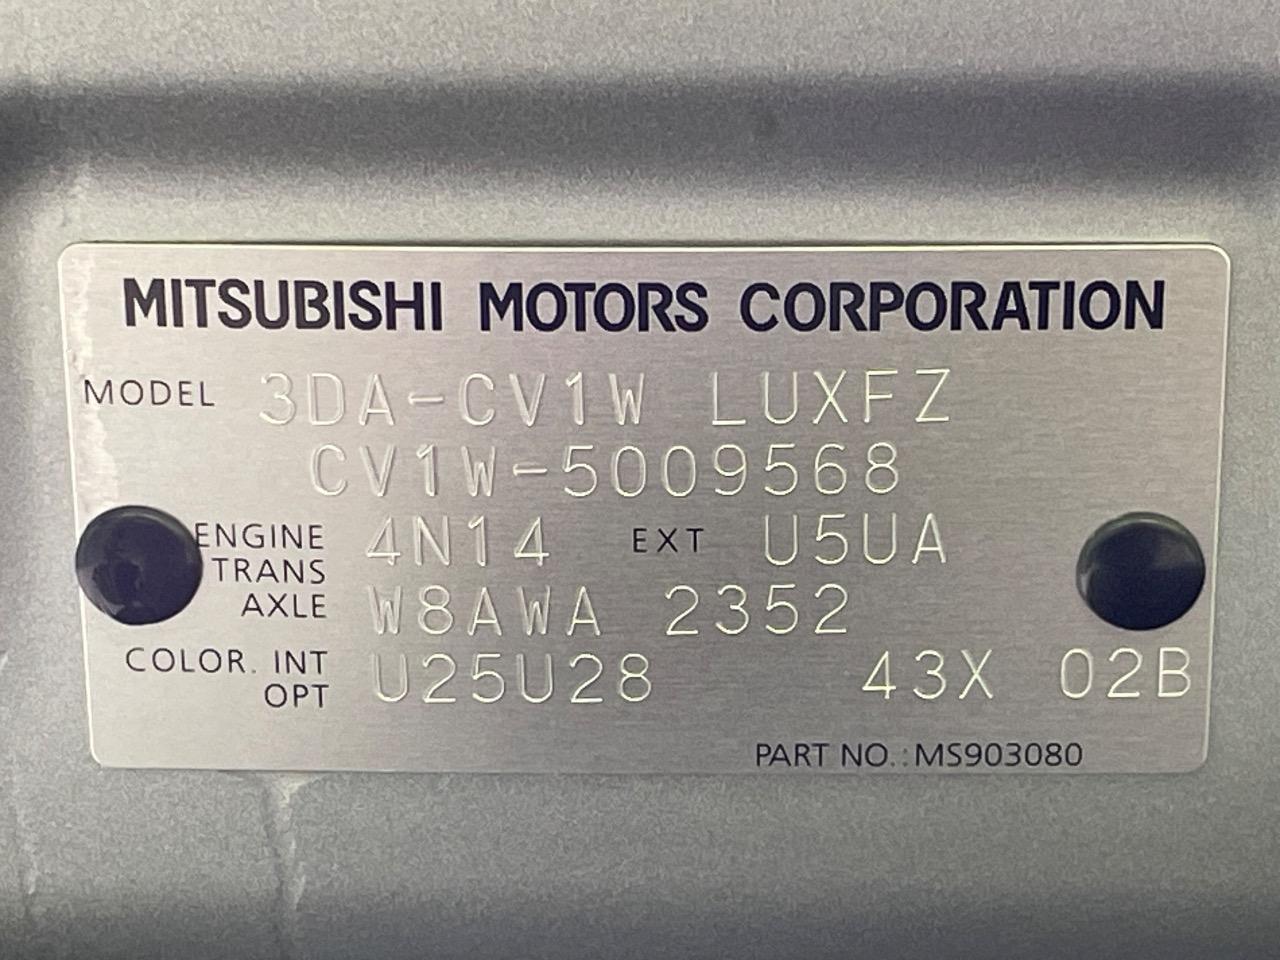 MITSUBISHI MOTORS CORPORATION
MODEL 3DA-CV1W LUXFZ
CV1W-5009568
ENGINE 4N14 EXT U5UA
TRANS
AXLE W8AWA 2352
COLOR. INT U25U28 43X 02B
OPT
PART NO.:MS903080